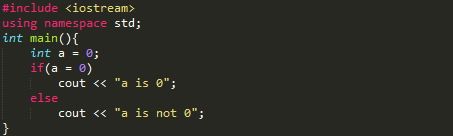 #include <iostream>
using namespace std;
int main(){
    int a = 0;
    if(a = 0)
        cout << "a is 0";
    else
        cout << "a is not 0";
}